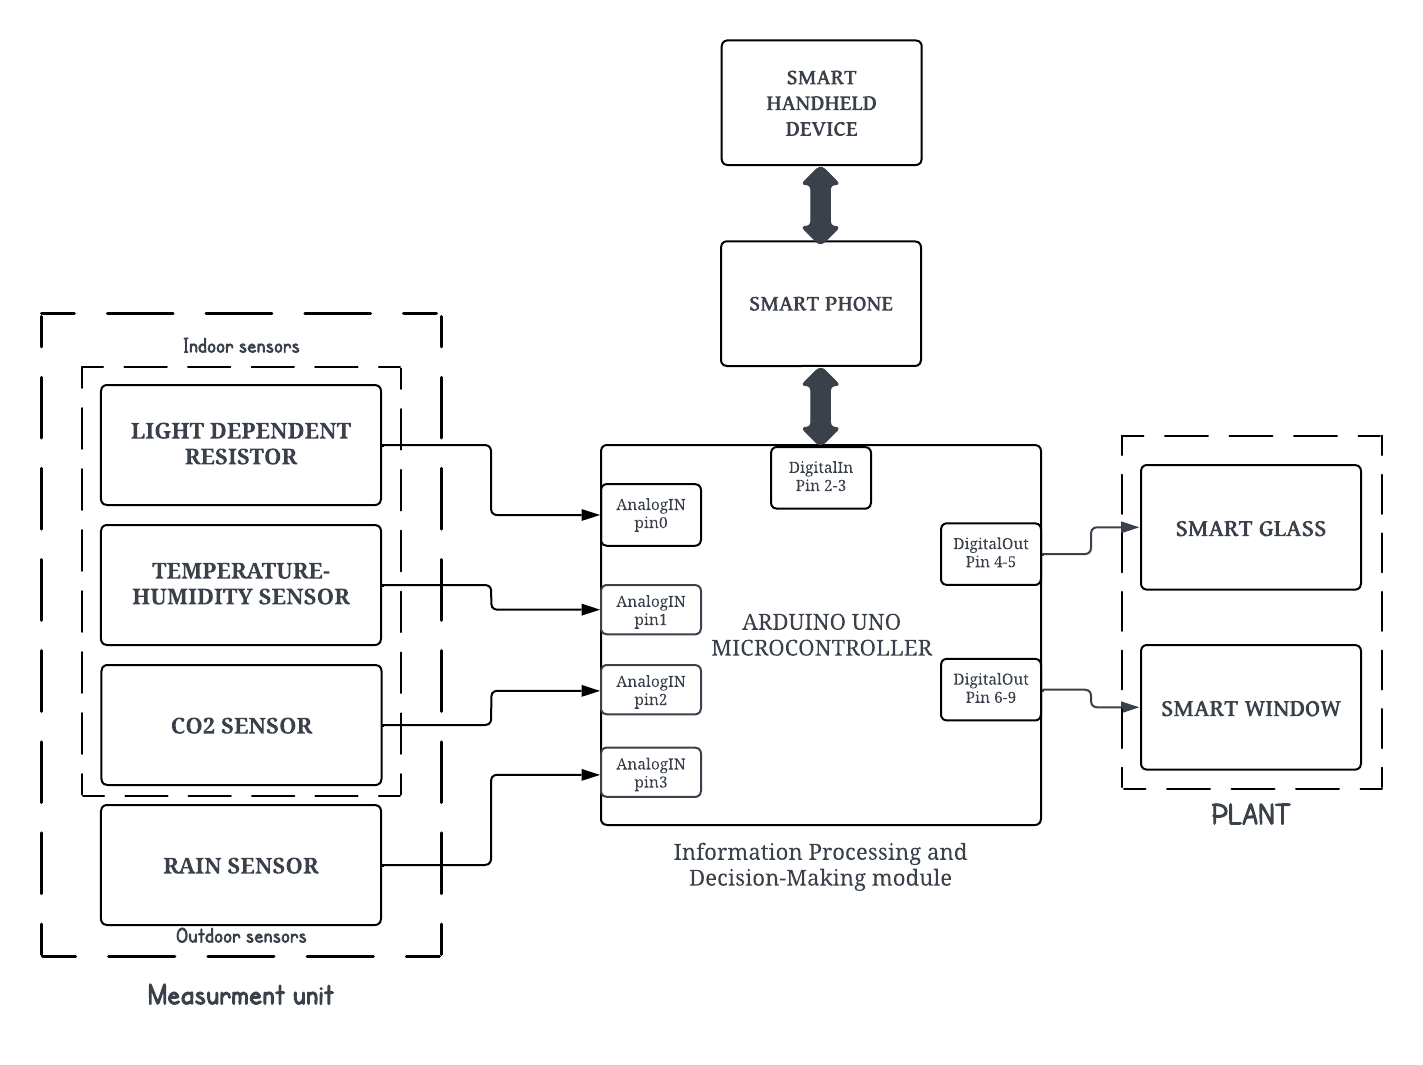 SMART
HANDHELD
DEVICE
SMART PHONE
Indoor sensors
LIGHT DEPENDENT
RESISTOR
TEMPERATURE-
HUMIDITY SENSOR
CO2 SENSOR
RAIN SENSOR
Outdoor sensors
Measurment unit
DigitalIn
Pin 2-3
AnalogIN
pin0
AnalogIN
pin1
AnalogIN
pin2
AnalogIN
pin3
ARDUINO UNO
MICROCONTROLLER
DigitalOut
Pin 4-5
DigitalOut
Pin 6-9
Information Processing and
Decision-Making module
SMART GLASS
SMART WINDOW
PLANT